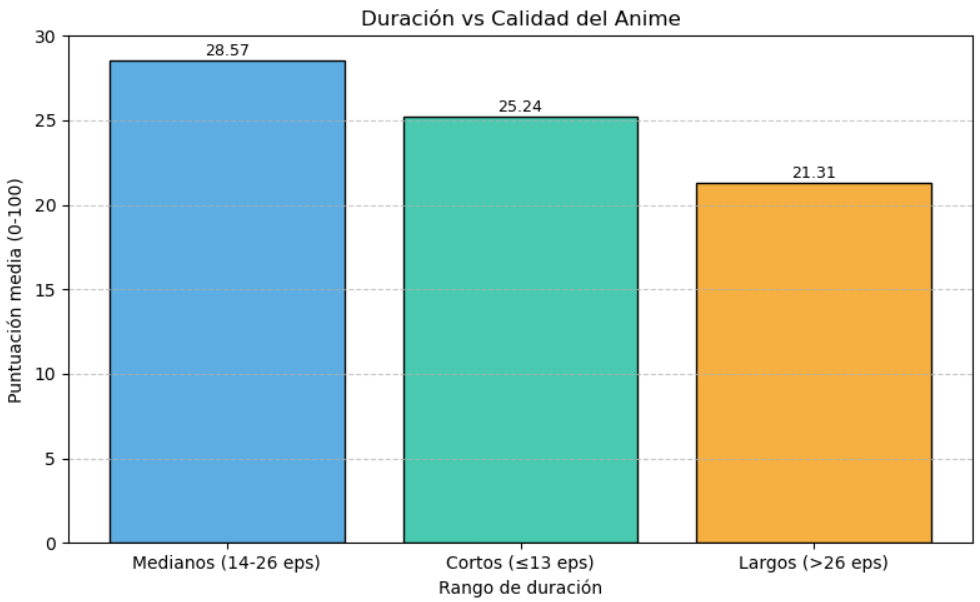 Duración vs Calidad del Anime
Puntuación media (0-100)
30
25
20
15
10
5
0
28.57
25.24
21.31
Medianos (14-26 eps)
Cortos (≤13 eps)
Largos (>26 eps)
Rango de duración